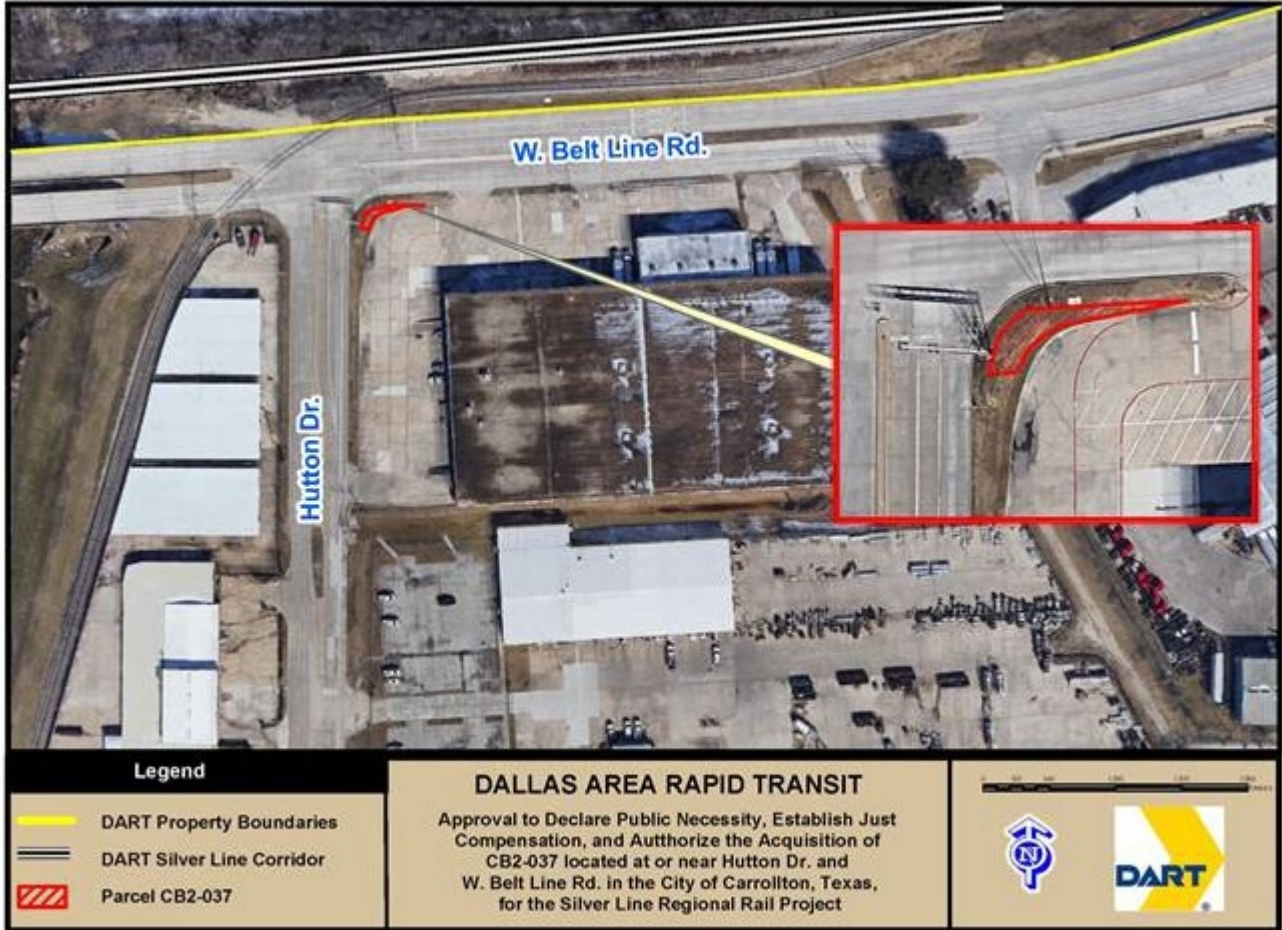 W. Belt Line Rd.
Hutton Dr.
Legend
DART Property Boundaries
DART Silver Line Corridor
Parcel CB2-037
DALLAS AREA RAPID TRANSIT
Approval to Declare Public Necessity, Establish Just
Compensation, and Autthorize the Acquisition of
CB2-037 located at or near Hutton Dr. and
W. Belt Line Rd. in the City of Carrollton, Texas,
for the Silver Line Regional Rail Project
N
DART